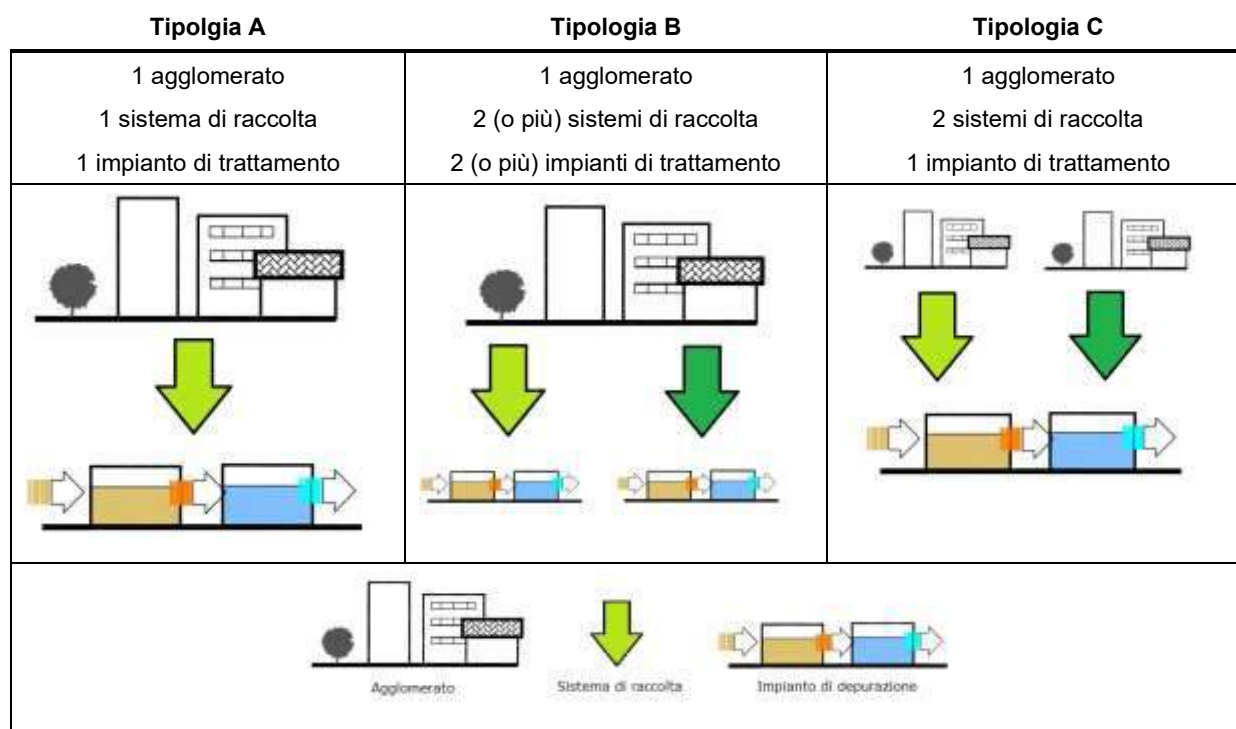 Tipolgia A
Tipologia B
Tipologia C
1 agglomerato
1 sistema di raccolta
1 impianto di trattamento
1 agglomerato
2 (o più) sistemi di raccolta
2 (o più) impianti di trattamento
1 agglomerato
2 sistemi di raccolta
1 impianto di trattamento
Agglomerato
Sistema di raccolta
Impianto di depurazione